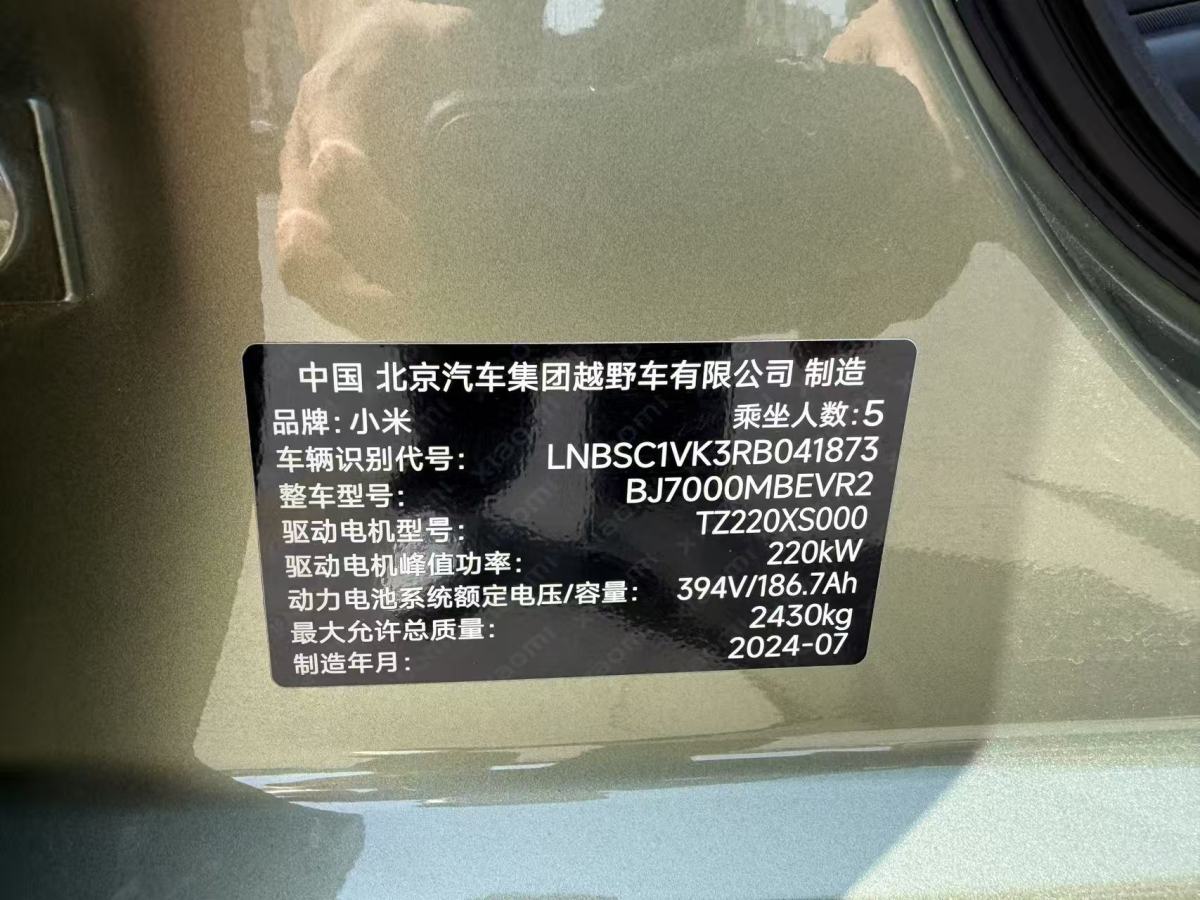 中国 北京汽车集团越野车有限公司 制造
品牌: 小米 乘坐人数: 5
车辆识别代号: LNBSC1VK3RB041873
整车型号: BJ7000MBEVR2
驱动电机型号: TZ220XS000
驱动电机峰值功率: 220kW
动力电池系统额定电压/容量: 394V/186.7Ah
最大允许总质量: 2430kg
制造年月: 2024-07